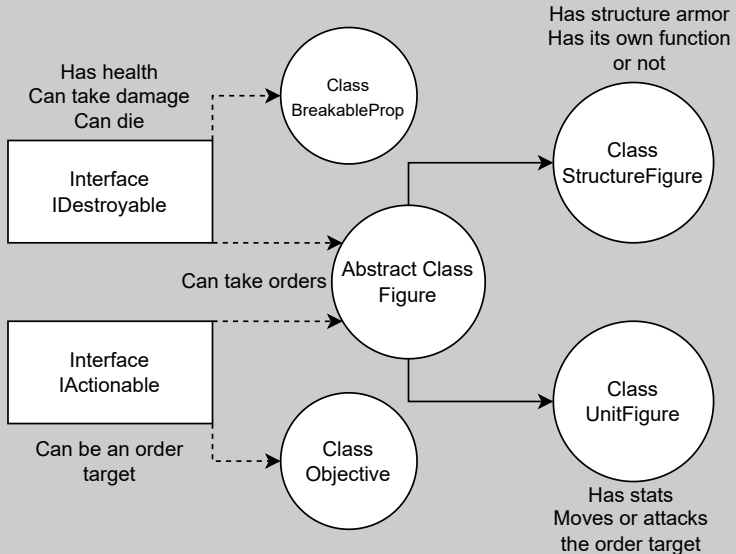 Has structure armor
Has its own function
or not
Has health
Can take damage
Can die
Class
BreakableProp
Interface
IDestroyable
Class
StructureFigure
Can take orders
Abstract Class
Figure
Interface
IActionable
Class
UnitFigure
Can be an order
target
Class
Objective
Has stats
Moves or attacks
the order target